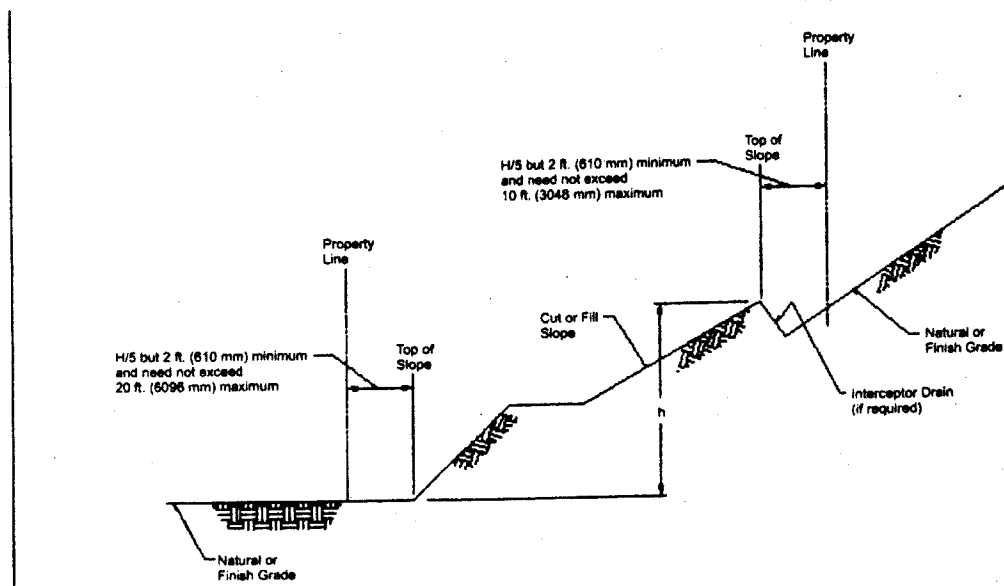 Property
Line
Top of
Slope
H/5 but 2 ft. (610 mm) minimum
and need not exceed
10 ft. (3048 mm) maximum
Property
Line
Cut or Fill
Slope
Natural or
Finish Grade
H/5 but 2 ft. (610 mm) minimum
and need not exceed
20 ft. (6096 mm) maximum
Top of
Slope
Interceptor Drain
(if required)
h
Natural or
Finish Grade